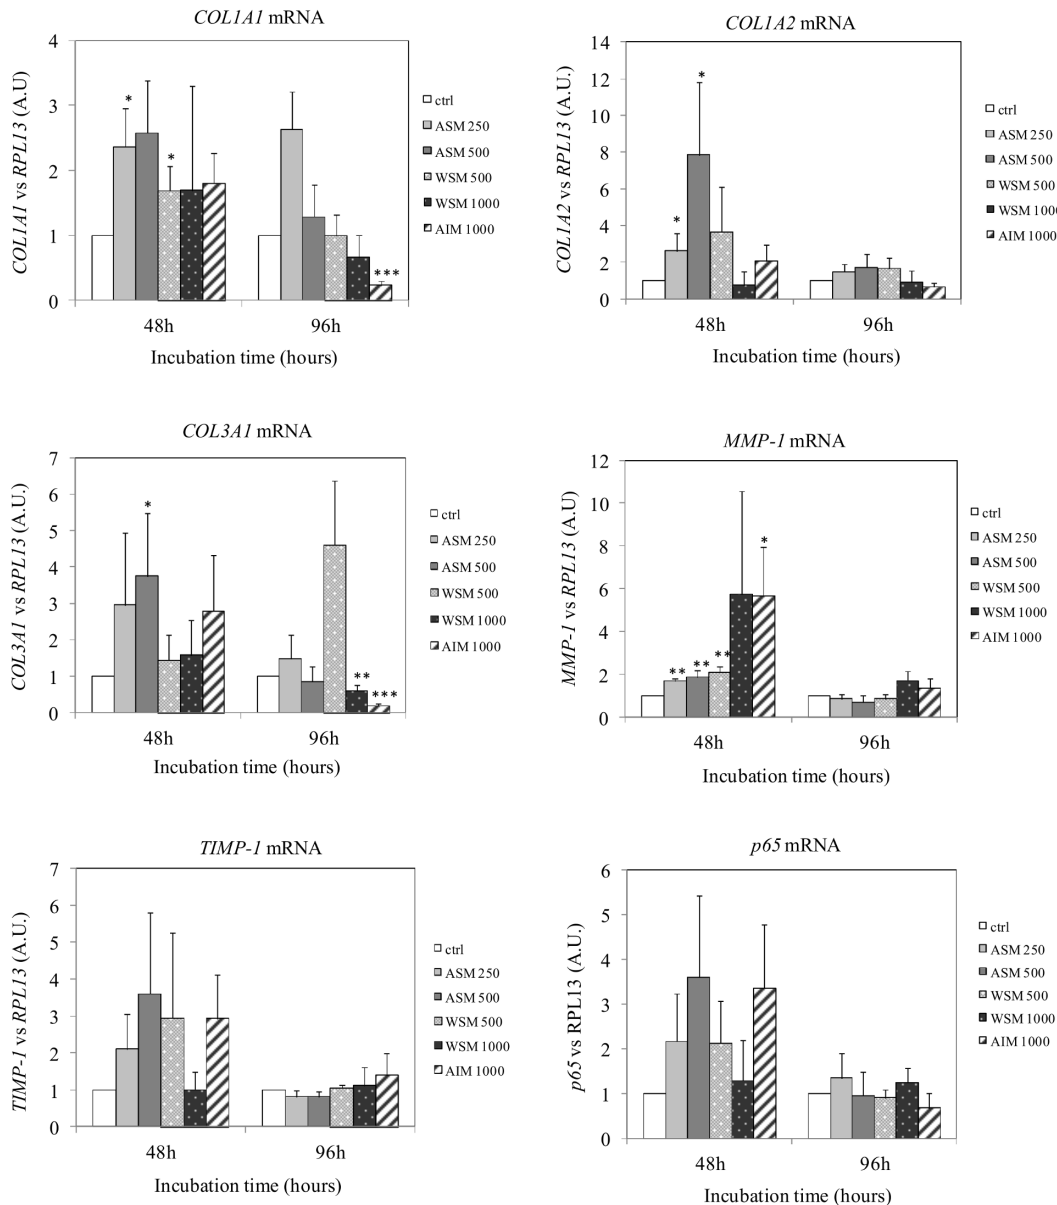 COL1A1 mRNA
COL1A1 vs RPL13 (A.U)
4
3
2
1
0
*
*
***
48h
96h
Incubation time (hours)
ctrl
ASM 250
ASM 500
WSM 500
WSM 1000
AIM 1000
COL1A2 mRNA
COL1A2 vs RPL13 (A.U.)
14
12
10
8
6
4
2
0
*
*
48h
96h
Incubation time (hours)
ctrl
ASM 250
ASM 500
WSM 500
WSM 1000
AIM 1000
COL3A1 mRNA
COL3A1 vs RPL13 (A.U.)
7
6
5
4
3
2
1
0
*
**
***
48h
96h
Incubation time (hours)
ctrl
ASM 250
ASM 500
WSM 500
WSM 1000
AIM 1000
MMP-1 mRNA
MMP-1 vs RPL13 (A.U)
12
10
8
6
4
2
0
**
**
**
*
48h
96h
Incubation time (hours)
ctrl
ASM 250
ASM 500
WSM 500
WSM 1000
AIM 1000
TIMP-1 mRNA
TIMP-1 vs RPL13 (A.U.)
7
6
5
4
3
2
1
0
48h
96h
Incubation time (hours)
ctrl
ASM 250
ASM 500
WSM 500
WSM 1000
AIM 1000
p65 mRNA
p65 vs RPL13 (A.U.)
6
5
4
3
2
1
0
48h
96h
Incubation time (hours)
ctrl
ASM 250
ASM 500
WSM 500
WSM 1000
AIM 1000